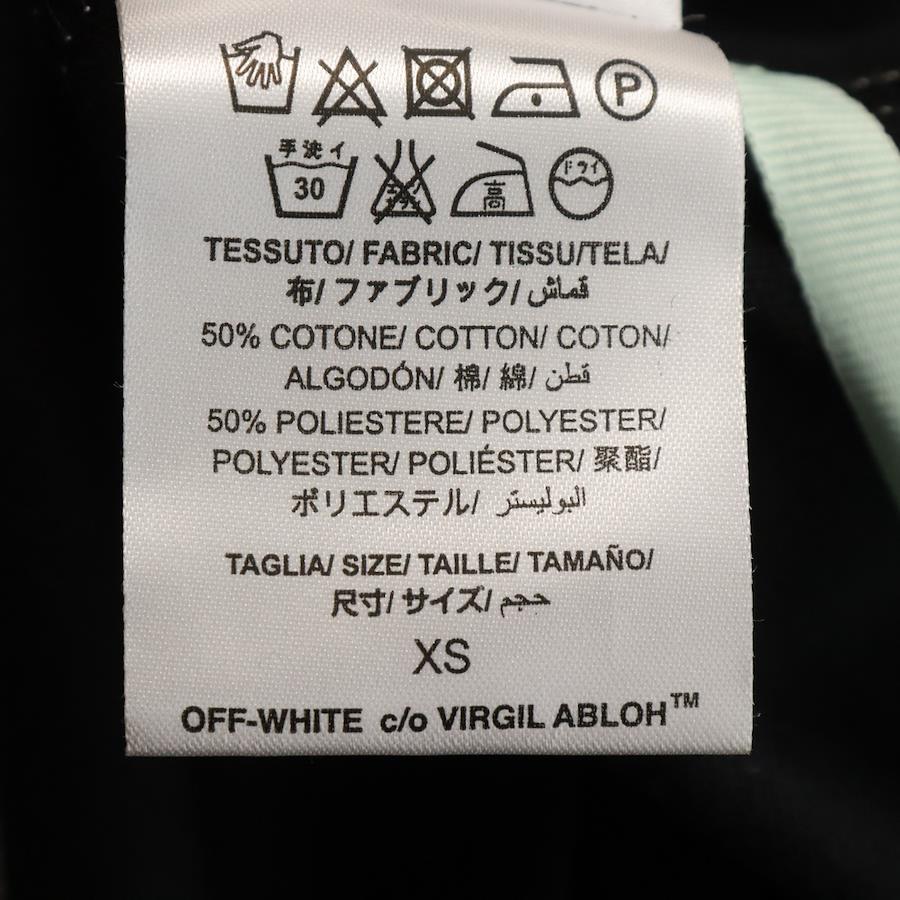 P
手洗イ
30
高
ドライ
TESSUTO/ FABRIC/ TISSU/TELA/
布/ ファブリック/ قماش
50% COTONE/ COTTON/ COTON/
ALGODÓN/ 棉/ 綿/ قطن
50% POLIESTERE/ POLYESTER/
POLYESTER/ POLIÉSTER/ 聚酯/
ポリエステル/ البوليستر
TAGLIA/ SIZE/ TAILLE/ TAMAÑO/
尺寸/ サイズ/ حجم
XS
OFF-WHITE c/o VIRGIL ABLOH™